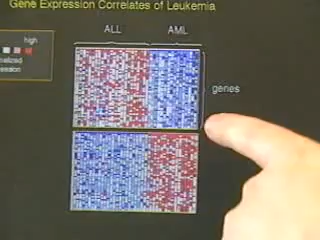 Gene Expression Correlates of Leukemia
ALL AML
high
genes